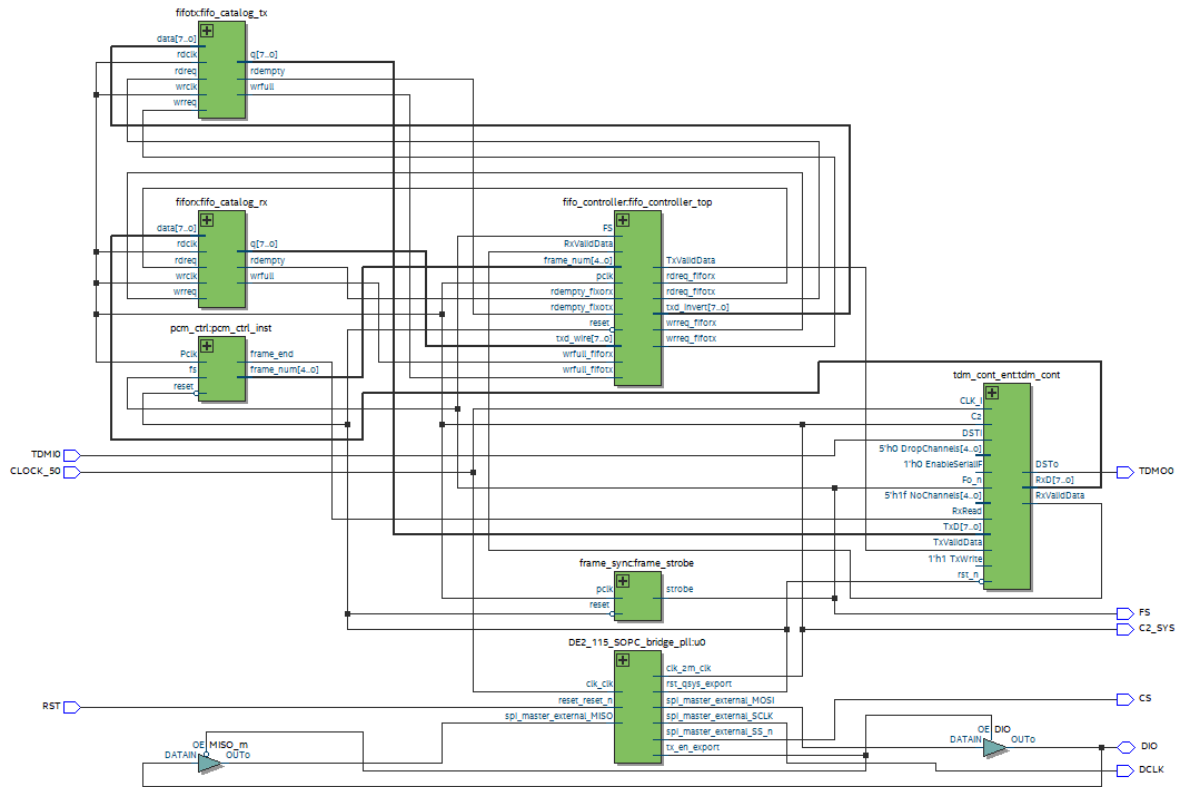 fifotx:fifo_catalog_tx
data[7..0]
rdclk
rdreq
wrclk
wrreq
q[7..0]
rdempty
wrfull
fiforx:fifo_catalog_rx
data[7..0]
rdclk
rdreq
wrclk
wrreq
q[7..0]
rdempty
wrfull
fifo_controller:fifo_controller_top
FS
RxValidData
frame_num[4..0]
pclk
rdempty_fixorx
rdempty_fixotx
reset
txd_wire[7..0]
wrfull_fiforx
wrfull_fifotx
TxValidData
rdreq_fiforx
rdreq_fifotx
txd_invert[7..0]
wrreq_fiforx
wrreq_fifotx
pcm_ctrl:pcm_ctrl_inst
Pclk
fs
reset
frame_end
frame_num[4..0]
tdm_cont_ent:tdm_cont
CLK_I
C2
DSTi
5'h0 DropChannels[4..0]
1'h0 EnableSerialIF
Fo_n
5'h1f NoChannels[4..0]
RxRead
TxD[7..0]
TxValidData
1'h1 TxWrite
rst_n
DSTo
RxD[7..0]
RxValidData
TDMI0
CLOCK_50
TDMO0
frame_sync:frame_strobe
pclk
reset
strobe
FS
C2_SYS
DE2_115_SOPC_bridge_pll:u0
clk_clk
reset_reset_n
spi_master_external_MISO
clk_2m_clk
rst_qsys_export
spi_master_external_MOSI
spi_master_external_SCLK
spi_master_external_SS_n
tx_en_export
RST
CS
OE MISO_m
DATAIN OUTo
OE DIO
DATAIN OUTo
DIO
DCLK